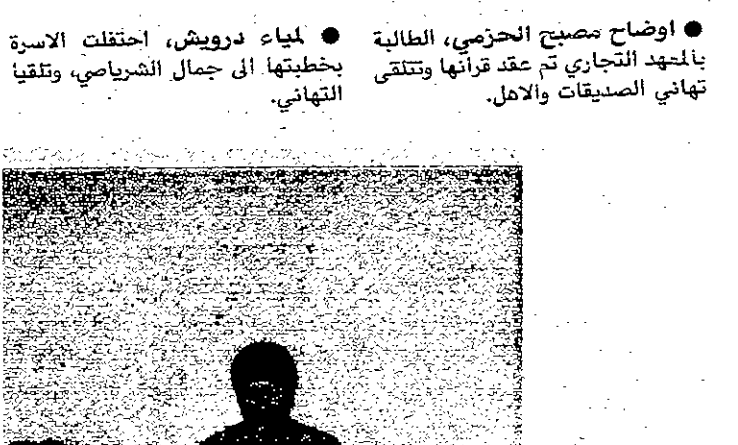 ● اوضاح مصبح الحزمي، الطالبة
بالمعهد التجاري تم عقد قرانها وتتلقى
تهاني الصديقات والاهل.
● لمياء درويش، احتفلت الاسرة
بخطبتها الى جمال الشرياصي، وتلقيا
التهاني.